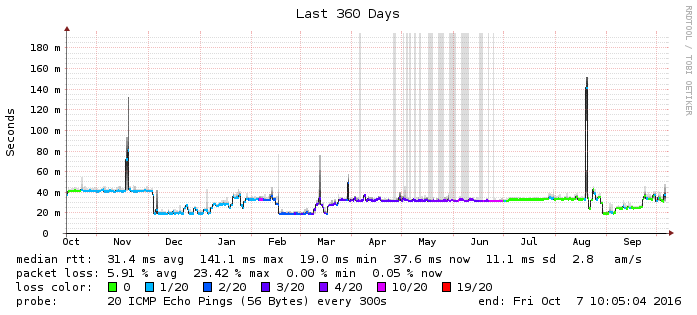 Last 360 Days
RRDTOOL / TOBI OETIKER
Seconds
180 m
160 m
140 m
120 m
100 m
80 m
60 m
40 m
20 m
0
Oct Nov Dec Jan Feb Mar Apr May Jun Jul Aug Sep
median rtt: 31.4 ms avg 141.1 ms max 19.0 ms min 37.6 ms now 11.1 ms sd 2.8 am/s
packet loss: 5.91 % avg 23.42 % max 0.00 % min 0.05 % now
loss color: 0 1/20 2/20 3/20 4/20 10/20 19/20
probe: 20 ICMP Echo Pings (56 Bytes) every 300s end: Fri Oct 7 10:05:04 2016